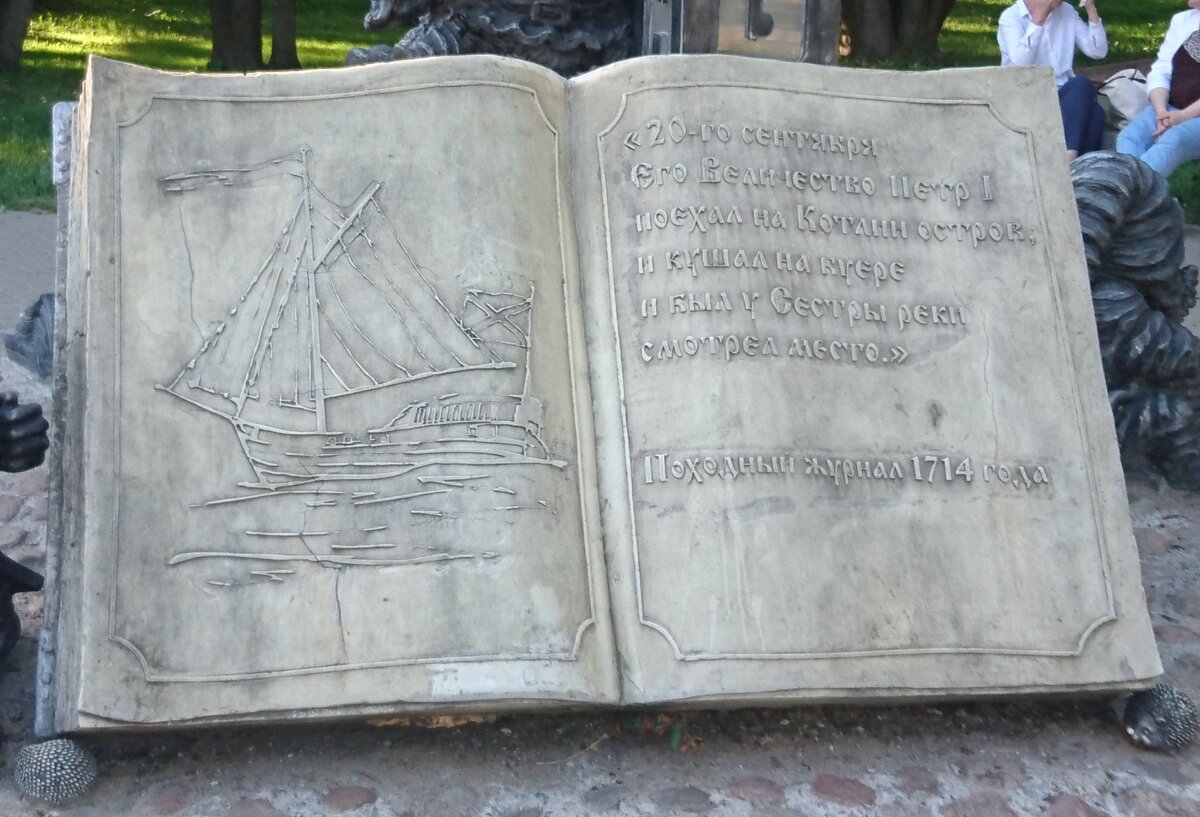 «20-го сентября
Его Величество Петр I
поехал на Котлин остров;
и кушал на буере
и был у Сестры реки
смотрел место.»
Походный журнал 1714 года